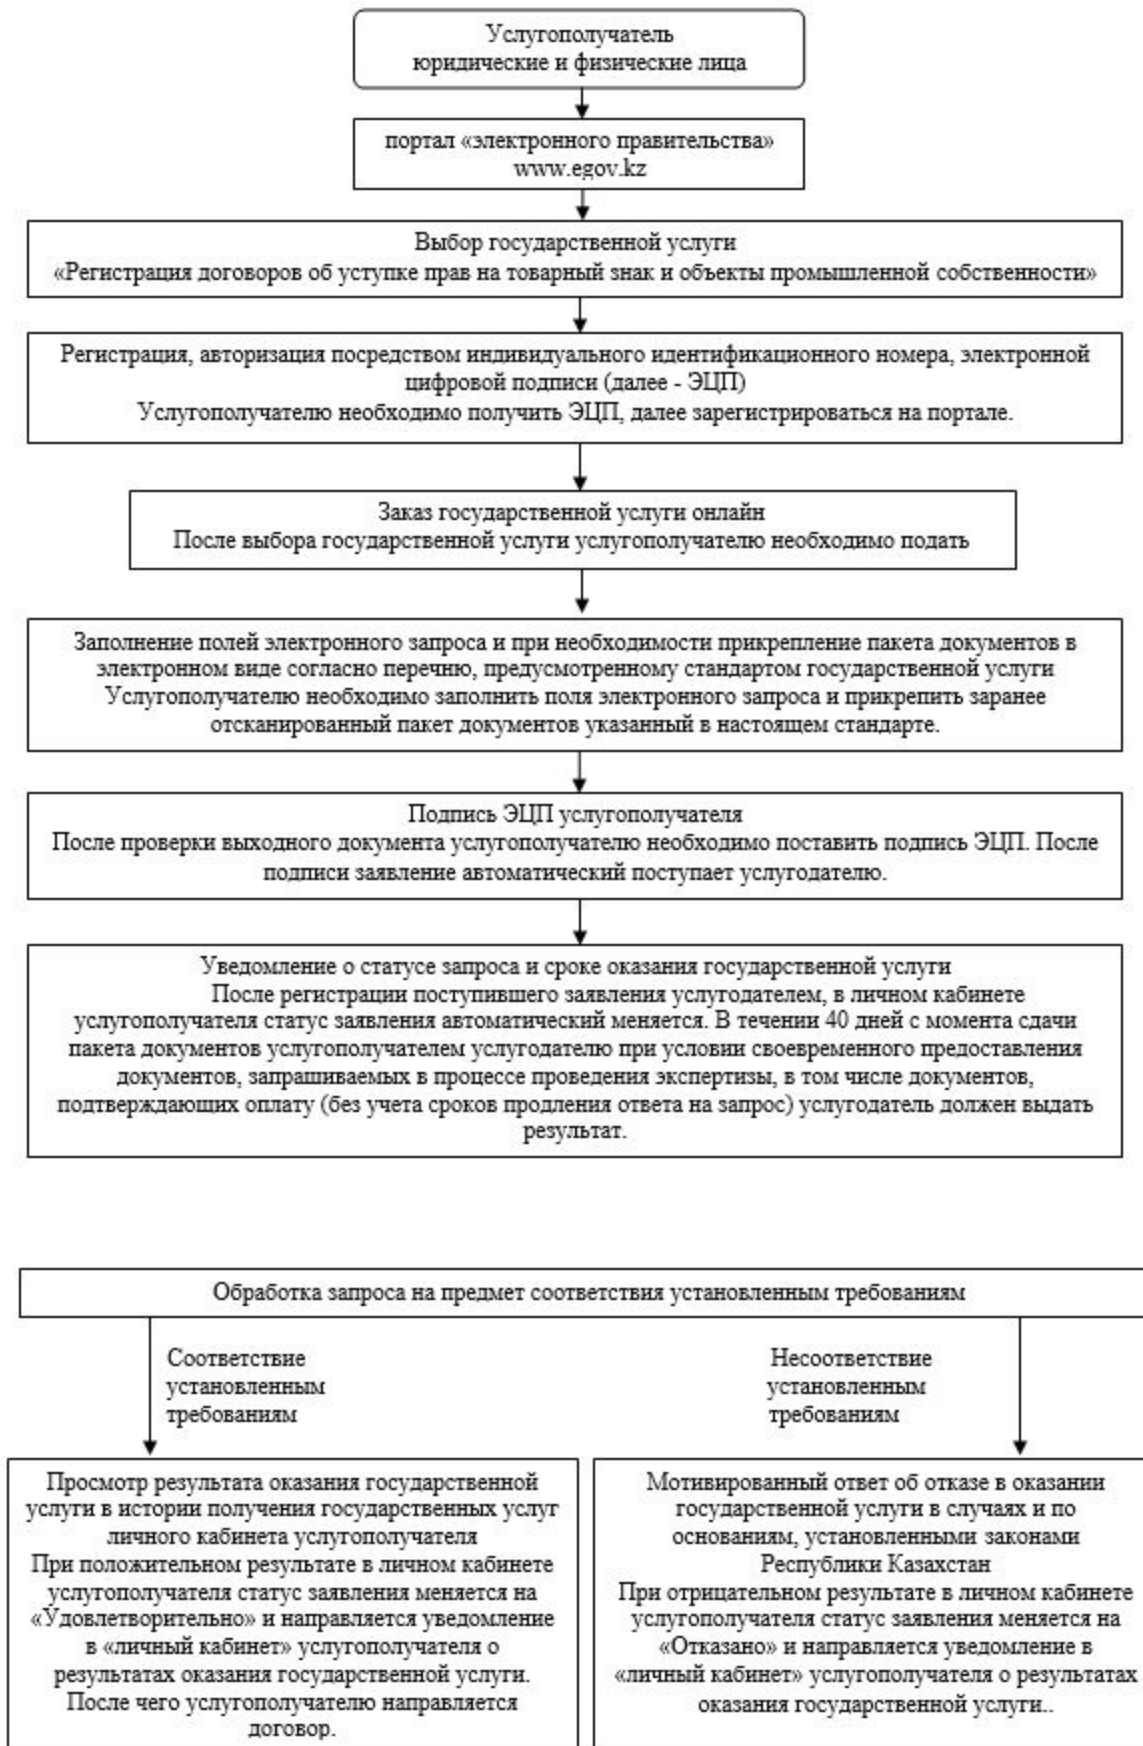 Услугополучатель
юридические и физические лица
портал «электронного правительства»
www.egov.kz
Выбор государственной услуги
«Регистрация договоров об уступке прав на товарный знак и объекты промышленной собственности»
Регистрация, авторизация посредством индивидуального идентификационного номера, электронной
цифровой подписи (далее - ЭЦП)
Услугополучателю необходимо получить ЭЦП, далее зарегистрироваться на портале.
Заказ государственной услуги онлайн
После выбора государственной услуги услугополучателю необходимо подать
Заполнение полей электронного запроса и при необходимости прикрепление пакета документов в
электронном виде согласно перечню, предусмотренному стандартом государственной услуги
Услугополучателю необходимо заполнить поля электронного запроса и прикрепить заранее
отсканированный пакет документов указанный в настоящем стандарте.
Подпись ЭЦП услугополучателя
После проверки выходного документа услугополучателю необходимо поставить подпись ЭЦП. После
подписи заявление автоматический поступает услугодателю.
Уведомление о статусе запроса и сроке оказания государственной услуги
После регистрации поступившего заявления услугодателем, в личном кабинете
услугополучателя статус заявления автоматический меняется. В течении 40 дней с момента сдачи
пакета документов услугополучателем услугодателю при условии своевременного предоставления
документов, запрашиваемых в процессе проведения экспертизы, в том числе документов,
подтверждающих оплату (без учета сроков продления ответа на запрос) услугодатель должен выдать
результат.
Обработка запроса на предмет соответствия установленным требованиям
Соответствие
установленным
требованиям
Несоответствие
установленным
требованиям
Просмотр результата оказания государственной
услуги в истории получения государственных услуг
личного кабинета услугополучателя
При положительном результате в личном кабинете
услугополучателя статус заявления меняется на
«Удовлетворительно» и направляется уведомление
в «личный кабинет» услугополучателя о
результатах оказания государственной услуги.
После чего услугополучателю направляется
договор.
Мотивированный ответ об отказе в оказании
государственной услуги в случаях и по
основаниям, установленными законами
Республики Казахстан
При отрицательном результате в личном кабинете
услугополучателя статус заявления меняется на
«Отказано» и направляется уведомление в
«личный кабинет» услугополучателя о результатах
оказания государственной услуги..